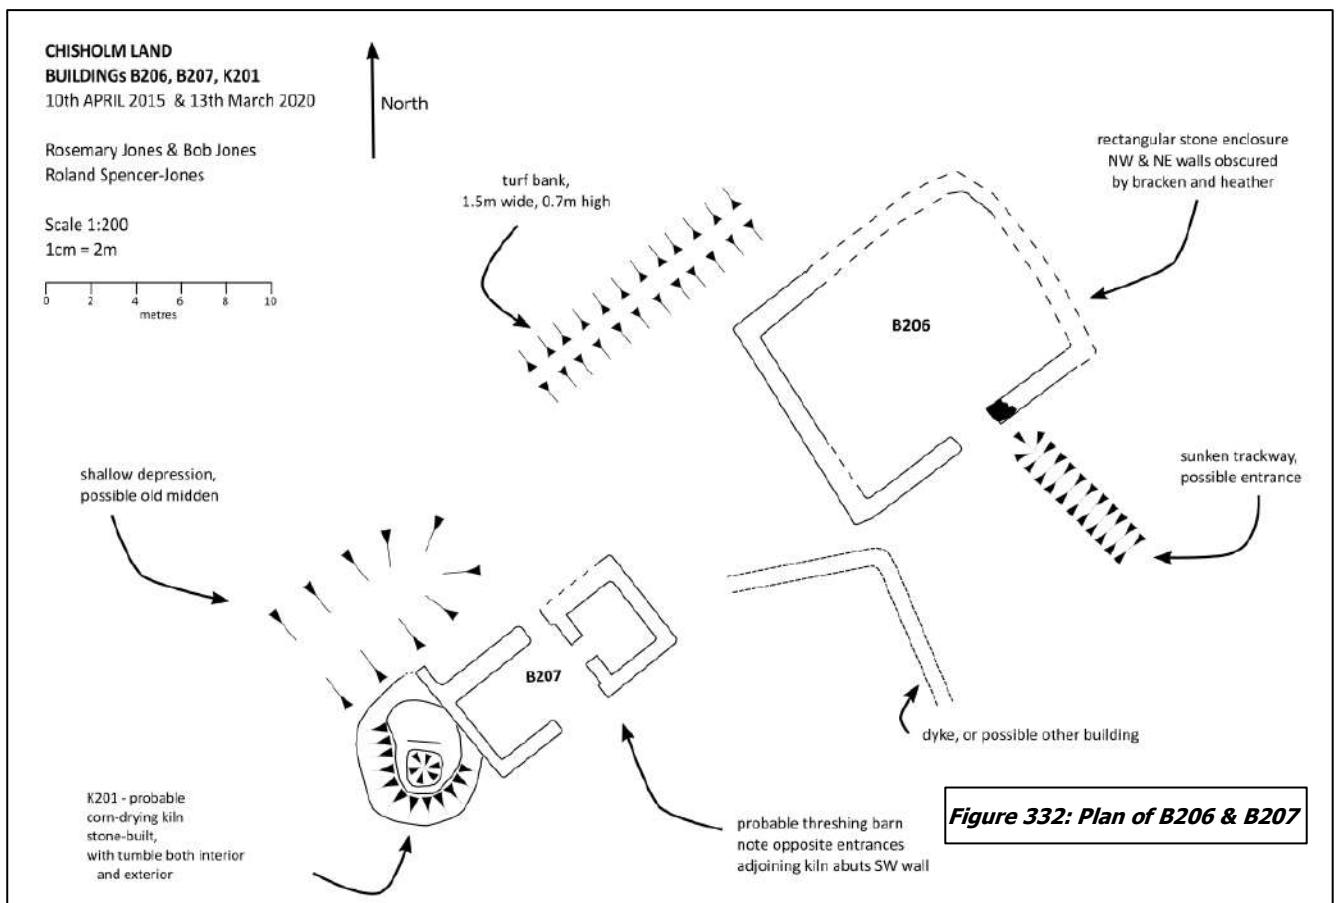 CHISHOLM LAND
BUILDINGs B206, B207, K201
10th APRIL 2015 & 13th March 2020
Rosemary Jones & Bob Jones
Roland Spencer-Jones
Scale 1:200
1cm = 2m
0 2 4 6 8 10
metres
North
turf bank,
1.5m wide, 0.7m high
rectangular stone enclosure
NW & NE walls obscured
by bracken and heather
B206
sunken trackway,
possible entrance
shallow depression,
possible old midden
B207
dyke, or possible other building
K201 - probable
corn-drying kiln
stone-built,
with tumble both interior
and exterior
probable threshing barn
note opposite entrances
adjoining kiln abuts SW wall
Figure 332: Plan of B206 & B207